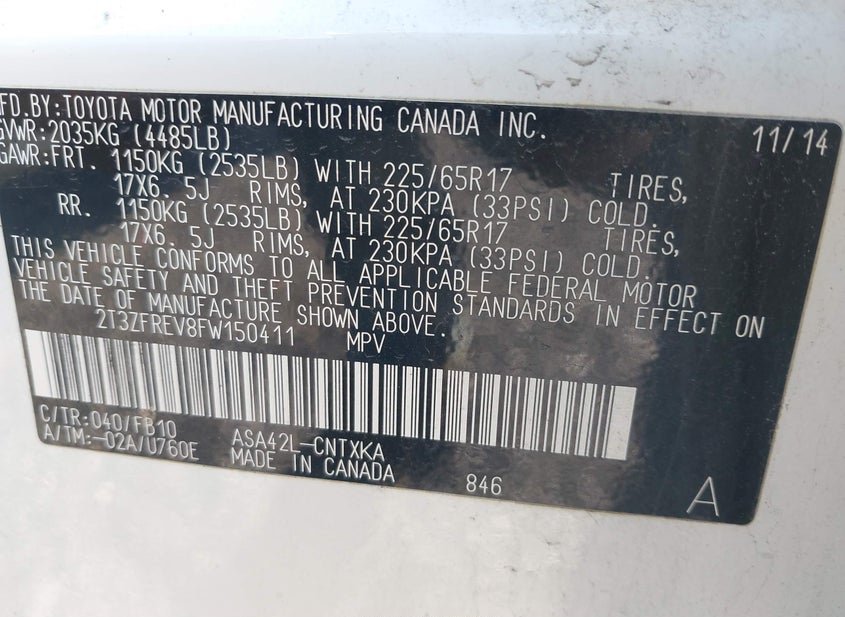 FD.BY:TOYOTA MOTOR MANUFACTURING CANADA INC. 11/14
GVWR:2035KG (4485LB)
GAWR:FRT. 1150KG (2535LB) WITH 225/65R17 TIRES,
17X6. 5J RIMS, AT 230KPA (33PSI) COLD.
RR. 1150KG (2535LB) WITH 225/65R17 TIRES,
17X6. 5J RIMS, AT 230KPA (33PSI) COLD.
THIS VEHICLE CONFORMS TO ALL APPLICABLE FEDERAL MOTOR
VEHICLE SAFETY AND THEFT PREVENTION STANDARDS IN EFFECT ON
THE DATE OF MANUFACTURE SHOWN ABOVE.
2T3ZFREV8FW150411 MPV
C/TR:040/FB10 ASA42L-CNTXKA
A/TM:-02A/U760E MADE IN CANADA 846
A